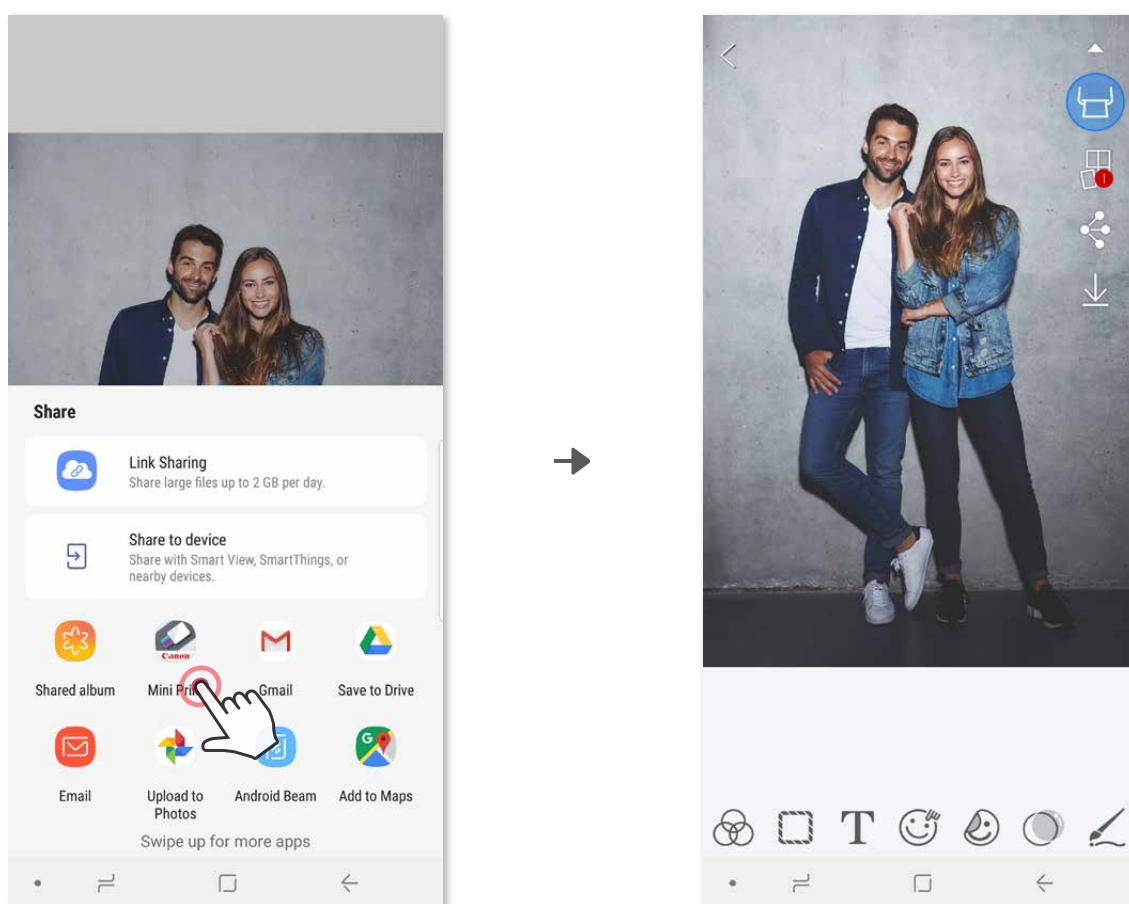 Share
Link Sharing
Share large files up to 2 GB per day.
Share to device
Share with Smart View, SmartThings, or
nearby devices.
Canon
Shared album
Mini Pri
Gmail
Save to Drive
G
Email
Upload to
Photos
Android Beam
Add to Maps
Swipe up for more apps
1
T